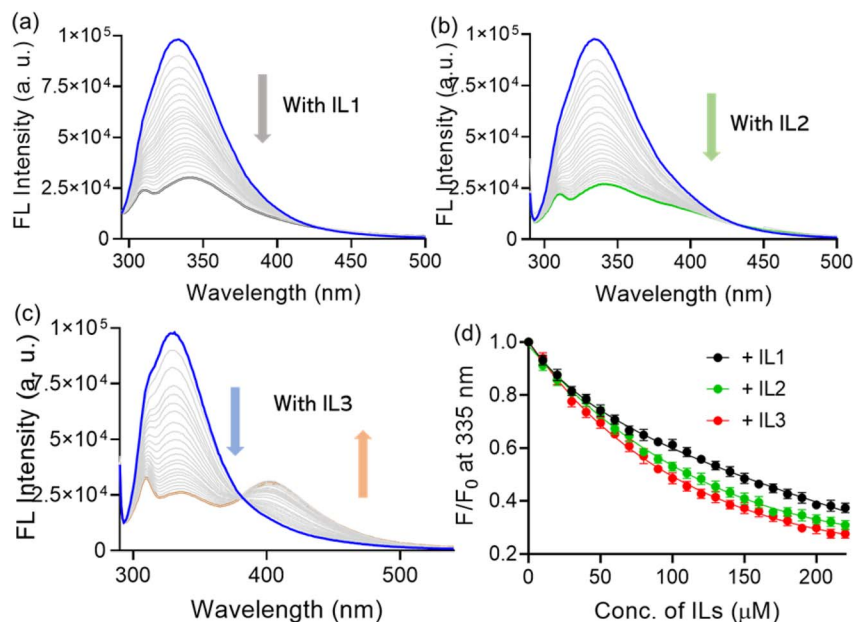 (a)
1×10⁵
7.5×10⁴
5×10⁴
2.5×10⁴
0
FL Intensity (a. u.)
With IL1
300 350 400 450 500
Wavelength (nm)
(b)
1×10⁵
7.5×10⁴
5×10⁴
2.5×10⁴
0
FL Intensity (a.u.)
With IL2
300 350 400 450 500
Wavelength (nm)
(c)
1×10⁵
7.5×10⁴
5×10⁴
2.5×10⁴
0
FL Intensity (a. u.)
With IL3
300 400 500
Wavelength (nm)
(d)
1.0
0.8
0.6
0.4
0.2
F/F₀ at 335 nm
+ IL1
+ IL2
+ IL3
0 50 100 150 200
Conc. of ILs (μM)